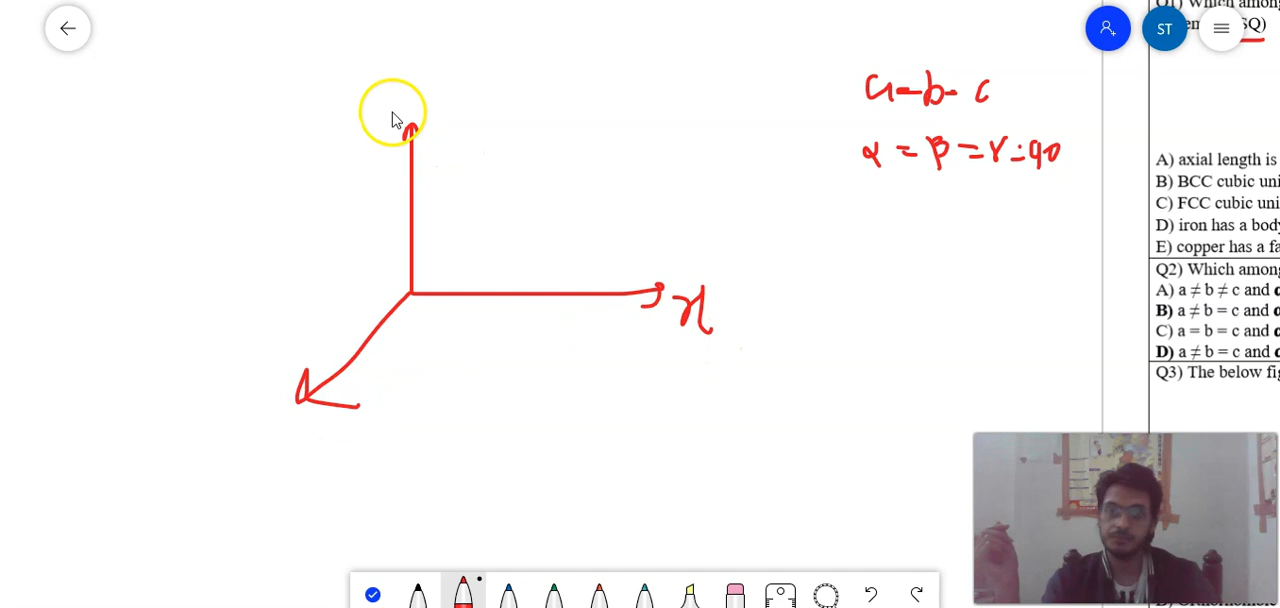 Q1) Which among
SQ)
ST
a=b=c
α=β=γ=90
x
A) axial length is
B) BCC cubic uni
C) FCC cubic uni
D) iron has a body
E) copper has a fa
Q2) Which among
A) a ≠ b ≠ c and
B) a ≠ b = c and
C) a = b = c and
D) a ≠ b = c and
Q3) The below fig